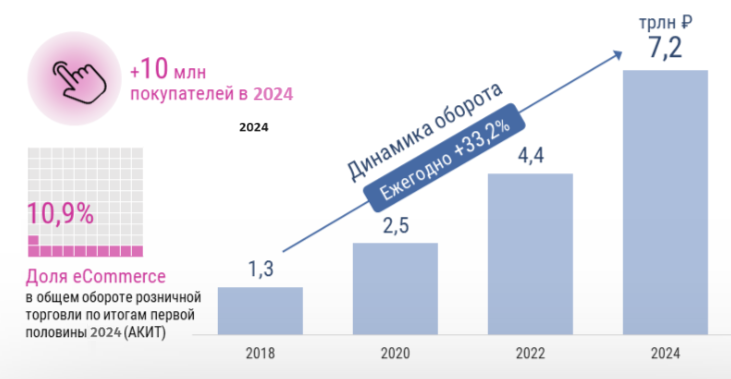 +10 млн
покупателей в 2024
2024
10,9%
Доля eCommerce
в общем обороте розничной
торговли по итогам первой
половины 2024 (АКИТ)
трлн ₽
7,2
Динамика оборота
Ежегодно +33,2%
4,4
2,5
1,3
2018 2020 2022 2024